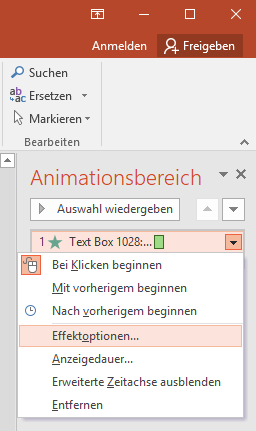 Anmelden Freigeben
Suchen
Ersetzen
Markieren
Bearbeiten
Animationsbereich
Auswahl wiedergeben
1 Text Box 1028:...
Bei Klicken beginnen
Mit vorherigem beginnen
Nach vorherigem beginnen
Effektoptionen...
Anzeigedauer...
Erweiterte Zeitachse ausblenden
Entfernen